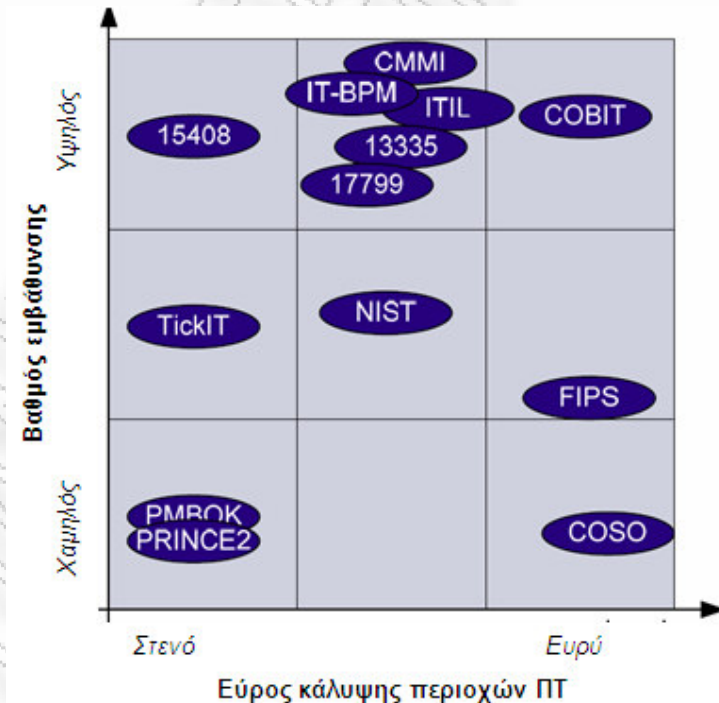 Βαθμός εμβάθυνσης
Υψηλός
Χαμηλός
CMMI
IT-BPM
ITIL
COBIT
15408
13335
17799
TickIT
NIST
FIPS
PMBOK
PRINCE2
COSO
Στενό
Ευρύ
Εύρος κάλυψης περιοχών ΠΤ